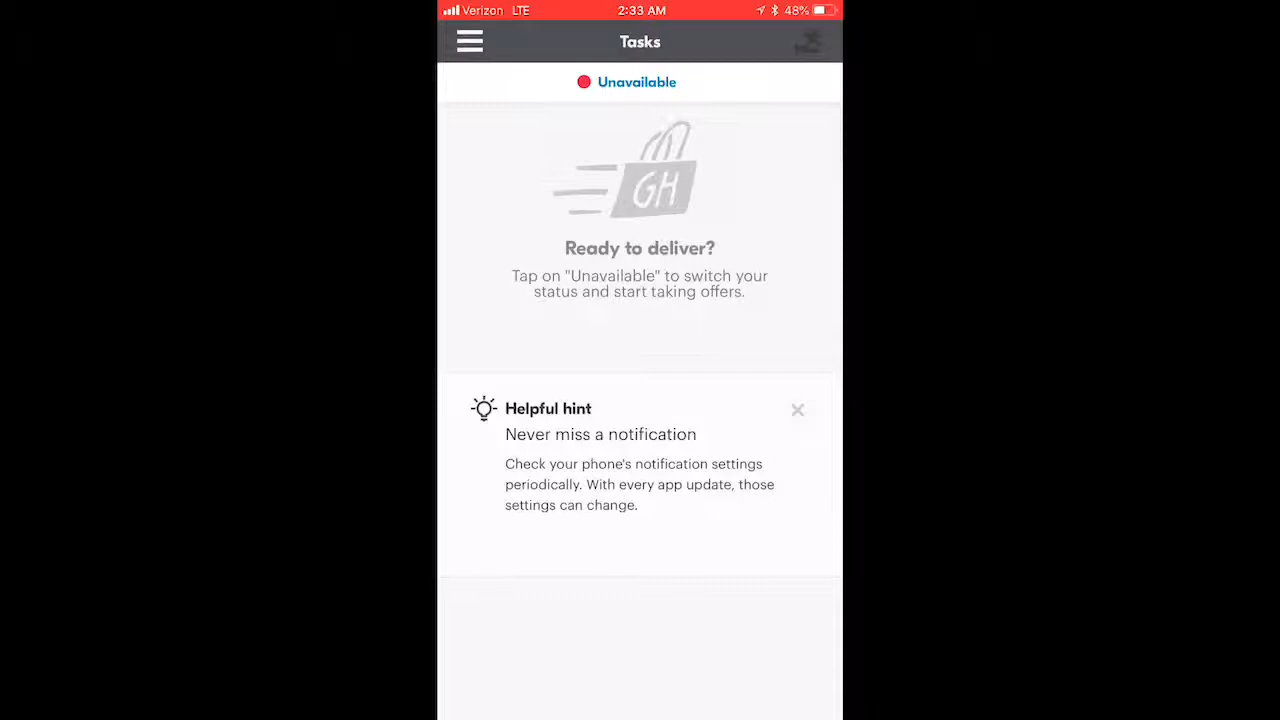 Verizon LTE 2:33 AM 48%
Tasks
Unavailable
GH
Ready to deliver?
Tap on "Unavailable" to switch your
status and start taking offers.
Helpful hint
Never miss a notification
Check your phone's notification settings
periodically. With every app update, those
settings can change.